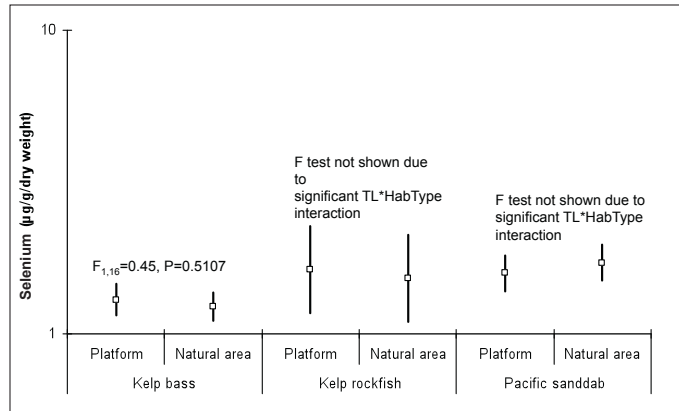 10
Selenium (µg/g/dry weight)
F test not shown due
to
significant TL*HabType
interaction
F test not shown due to
significant TL*HabType
interaction
F1,16=0.45, P=0.5107
1
Platform Natural area Platform Natural area Platform Natural area
Kelp bass Kelp rockfish Pacific sanddab